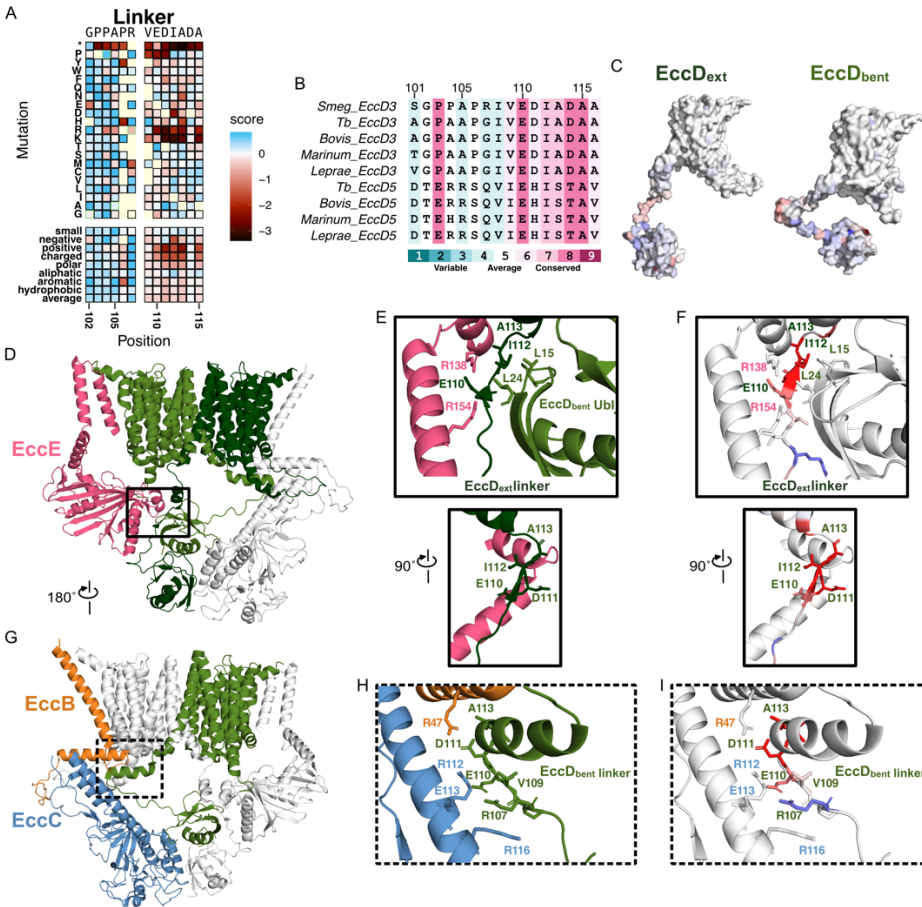 A
Linker
GPPAPR VEDIADA
*
P
Y
W
F
Q
N
E
D
H
R
K
T
S
M
C
V
L
I
A
G
small
negative
positive
charged
polar
aliphatic
aromatic
hydrophobic
average
Mutation
102 105 110 115
Position
score
0
-1
-2
-3
B
101 105 110 115
Smeg_EccD3 S G P P A P R I V E D I A D A A
Tb_EccD3 A G P A A P G I V E D I A D A A
Bovis_EccD3 A G P A A P G I V E D I A D A A
Marinum_EccD3 T G P A A P G I V E D I A D A A
Leprae_EccD3 V G P A A P G I V E D I A D A A
Tb_EccD5 D T E R R S Q V I E H I S T A V
Bovis_EccD5 D T E R R S Q V I E H I S T A V
Marinum_EccD5 D T E H R S Q V I E H I S T A V
Leprae_EccD5 D T E H R S Q V I E H I S T A V
1 2 3 4 5 6 7 8 9
Variable Average Conserved
C
EccDext EccDbent
D
EccE
180°
E
A113
I112
L15
R138
L24
E110
R154
EccDbent Ubl
EccDext linker
90°
A113
I112
E110
D111
F
A113
I112
L15
R138
L24
E110
R154
EccDext linker
90°
A113
I112
E110
D111
G
EccB
EccC
H
R47
A113
D111
R112
E110
V109
E113
R107
R116
EccDbent linker
I
R47
A113
D111
R112
E110
V109
E113
R107
R116
EccDbent linker